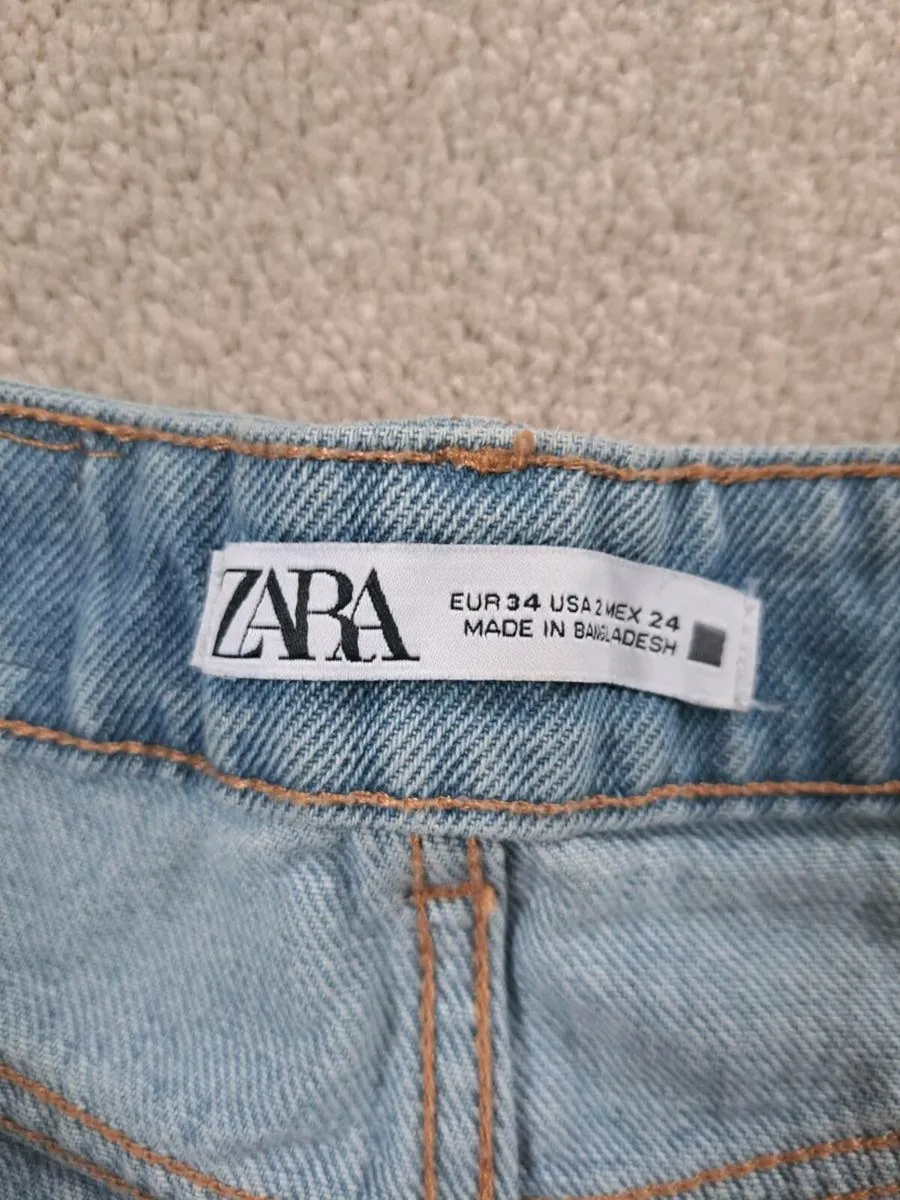 ZARA
EUR 34 USA 2 MEX 24
MADE IN BANGLADESH